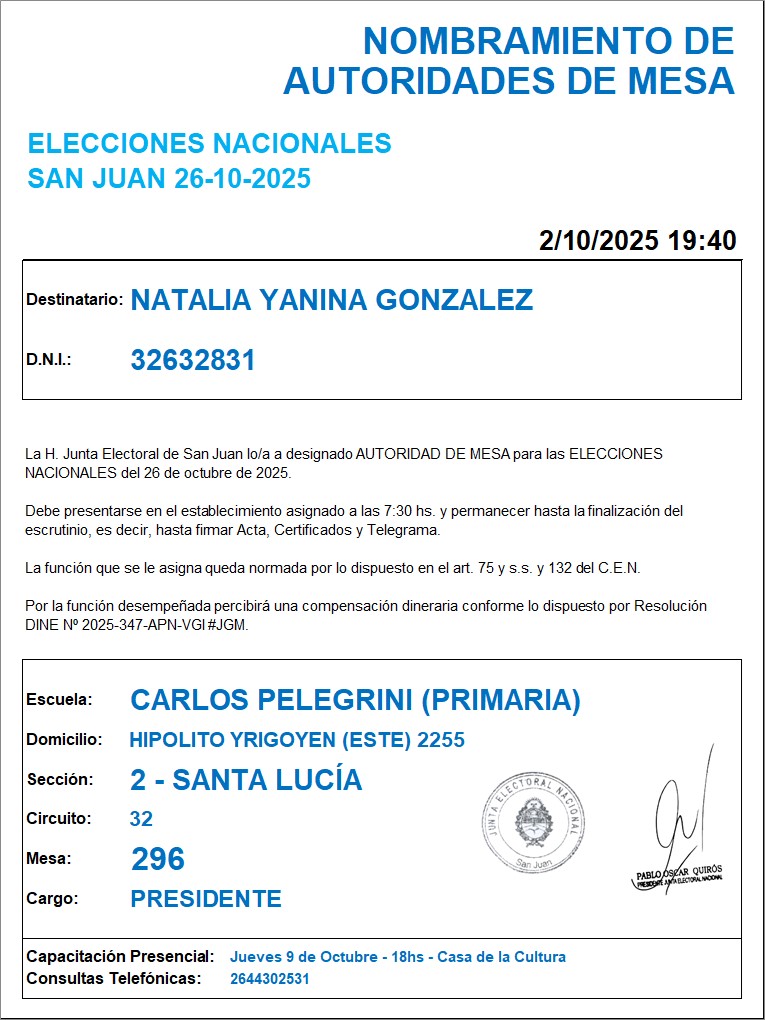 NOMBRAMIENTO DE
AUTORIDADES DE MESA
ELECCIONES NACIONALES
SAN JUAN 26-10-2025
2/10/2025 19:40
Destinatario: NATALIA YANINA GONZALEZ
D.N.I.: 32632831
La H. Junta Electoral de San Juan lo/a a designado AUTORIDAD DE MESA para las ELECCIONES
NACIONALES del 26 de octubre de 2025.
Debe presentarse en el establecimiento asignado a las 7:30 hs. y permanecer hasta la finalización del
escrutinio, es decir, hasta firmar Acta, Certificados y Telegrama.
La función que se le asigna queda normada por lo dispuesto en el art. 75 y s.s. y 132 del C.E.N.
Por la función desempeñada percibirá una compensación dineraria conforme lo dispuesto por Resolución
DINE Nº 2025-347-APN-VGI#JGM.
Escuela: CARLOS PELEGRINI (PRIMARIA)
Domicilio: HIPOLITO YRIGOYEN (ESTE) 2255
Sección: 2 - SANTA LUCÍA
Circuito: 32
Mesa: 296
Cargo: PRESIDENTE
JUNTA ELECTORAL NACIONAL
San Juan
PABLO OSCAR QUIRÓS
PRESIDENTE JUNTA ELECTORAL NACIONAL
Capacitación Presencial: Jueves 9 de Octubre - 18hs - Casa de la Cultura
Consultas Telefónicas: 2644302531